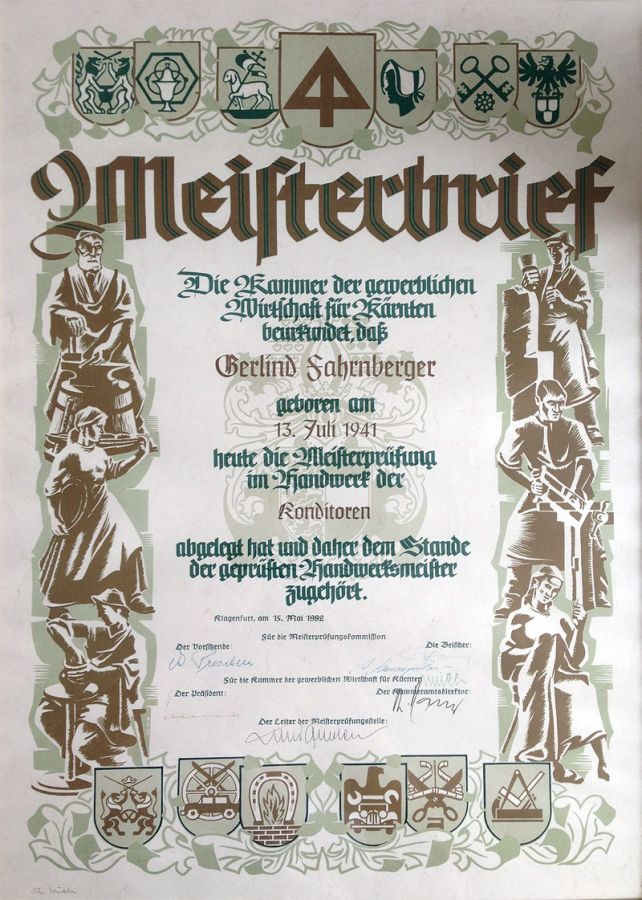 Meisterbrief
Die Kammer der gewerblichen
Wirtschaft für Kärnten
beurkundet, daß
Gerlind Fahrnberger
geboren am
13. Juli 1941
heute die Meisterprüfung
im Handwerk der
Konditoren
abgelegt hat und daher dem Stande
der geprüften Handwerksmeister
zugehört.
Klagenfurt, am 15. Mai 1982
Für die Meisterprüfungskommission
Der Vorsitzende: Die Beisitzer:
Für die Kammer der gewerblichen Wirtschaft für Kärnten
Der Präsident: Der Kammeramtsdirektor:
Der Leiter der Meisterprüfungsstelle: